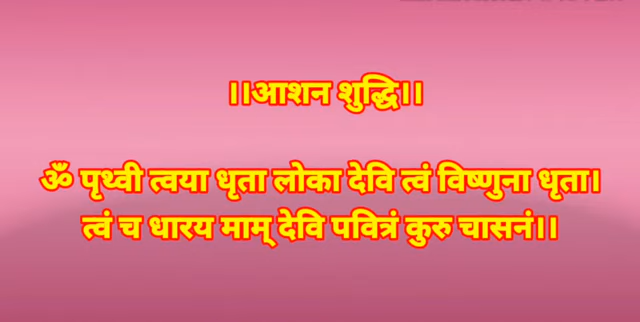 ।।आशन शुद्धि।।
ॐ पृथ्वी त्वया धृता लोका देवि त्वं विष्णुना धृता।
त्वं च धारय माम् देवि पवित्रं कुरु चासनं।।